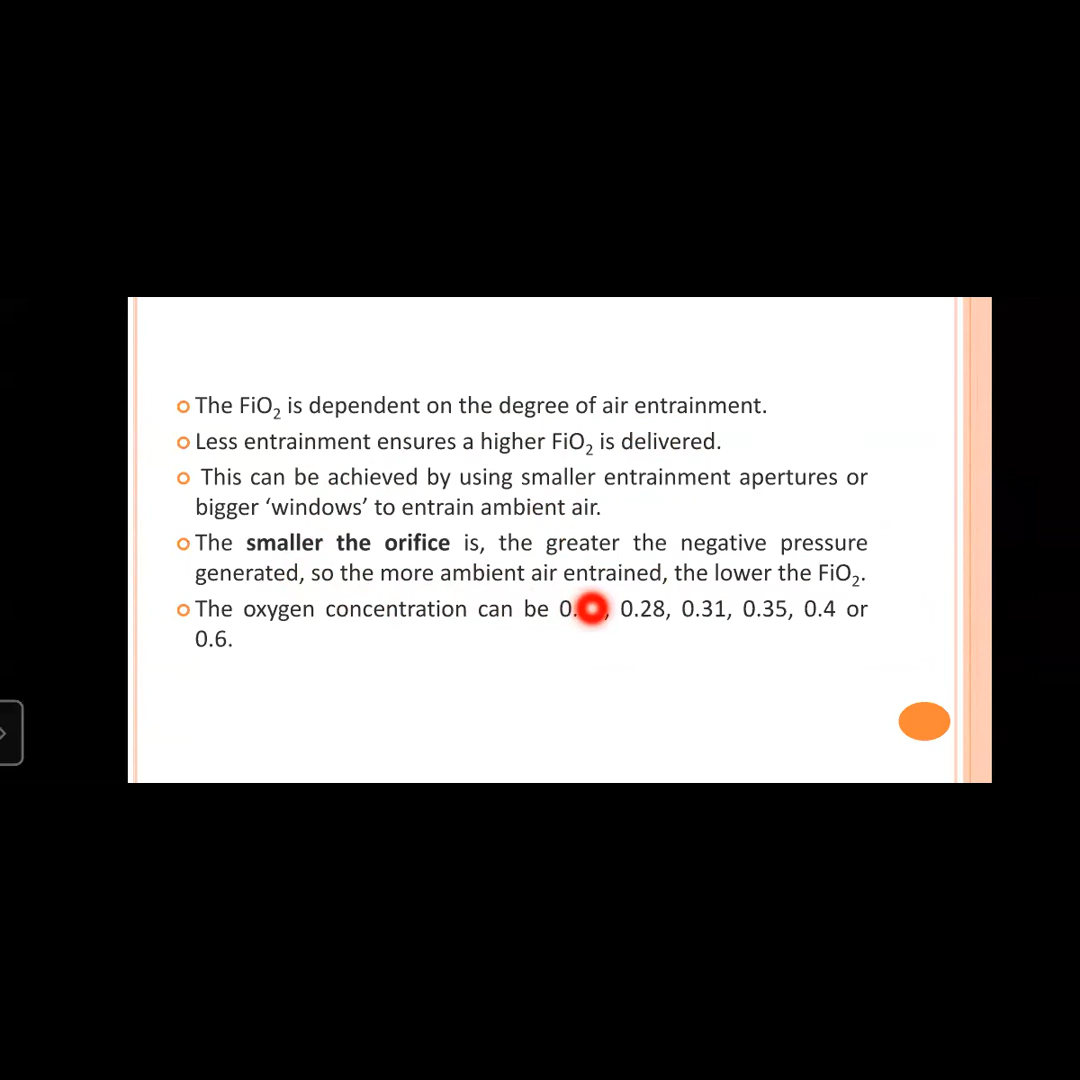 The FiO₂ is dependent on the degree of air entrainment.
Less entrainment ensures a higher FiO₂ is delivered.
This can be achieved by using smaller entrainment apertures or
bigger ‘windows’ to entrain ambient air.
The smaller the orifice is, the greater the negative pressure
generated, so the more ambient air entrained, the lower the FiO₂.
The oxygen concentration can be 0.28, 0.31, 0.35, 0.4 or
0.6.